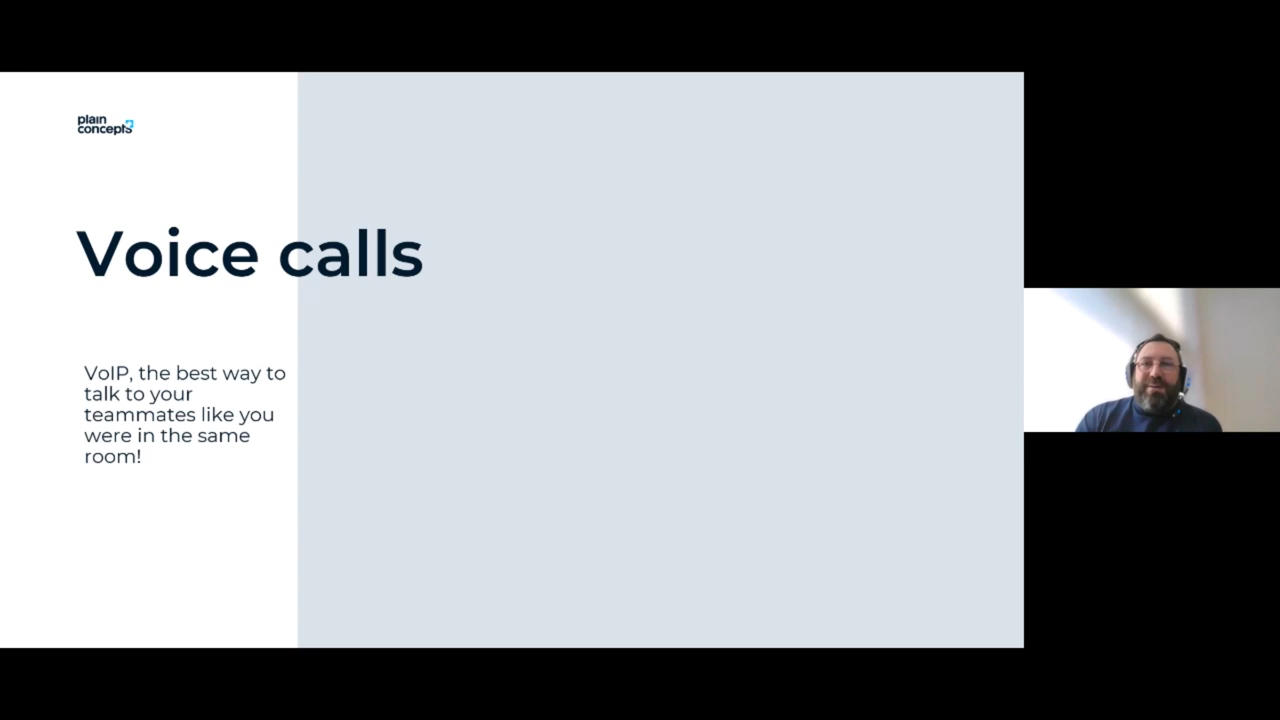 plain
concepts
Voice calls
VoIP, the best way to
talk to your
teammates like you
were in the same
room!